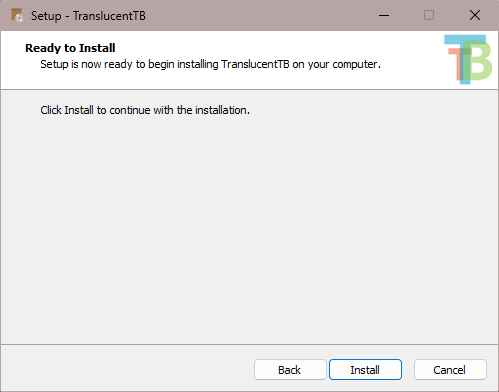 Setup - TranslucentTB
Ready to Install
Setup is now ready to begin installing TranslucentTB on your computer.
TTB
Click Install to continue with the installation.
Back
Install
Cancel